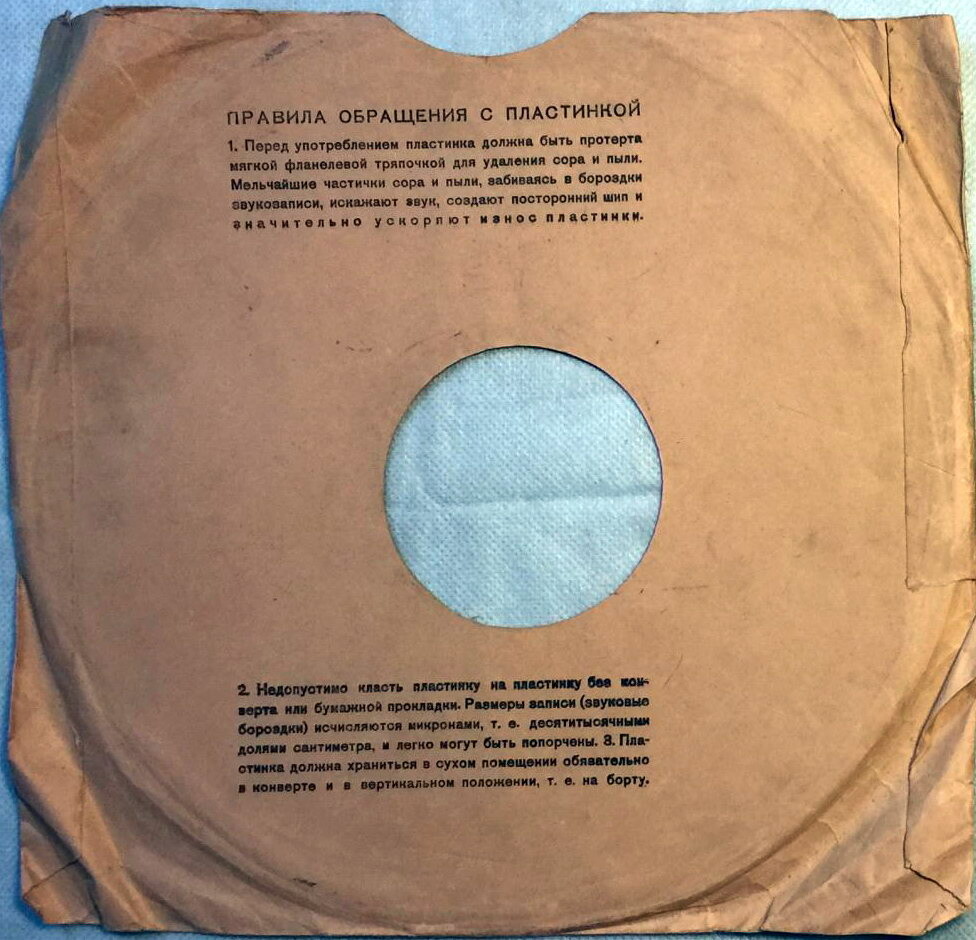 ПРАВИЛА ОБРАЩЕНИЯ С ПЛАСТИНКОЙ
1. Перед употреблением пластинка должна быть протерта
мягкой фланелевой тряпочкой для удаления сора и пыли.
Мельчайшие частички сора и пыли, забиваясь в бороздки
звукозаписи, искажают звук, создают посторонний шип и
значительно ускоряют износ пластинки.
2. Недопустимо класть пластинку на пластинку без кон-
верта или бумажной прокладки. Размеры записи (звуковые
бороздки) исчисляются микронами, т. е. десятитысячными
долями сантиметра, и легко могут быть попорчены. 3. Пла-
стинка должна храниться в сухом помещении обязательно
в конверте и в вертикальном положении, т. е. на борту.